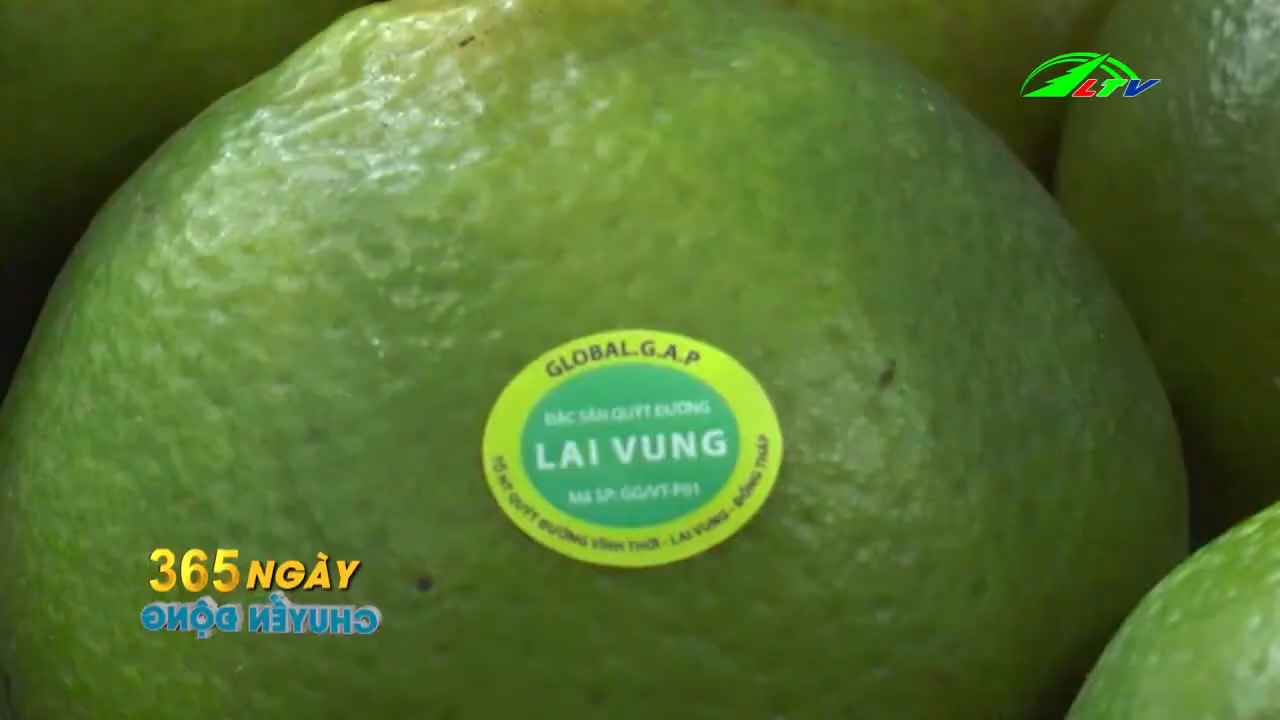 LTV
GLOBAL.G.A.P
ĐẶC SẢN QUÝT ĐƯỜNG
LAI VUNG
Mã SP: GG/VT-P01
TỔ HT QUÝT ĐƯỜNG VĨNH THỚI - LAI VUNG - ĐỒNG THÁP
365 NGÀY
CHUYỂN ĐỘNG